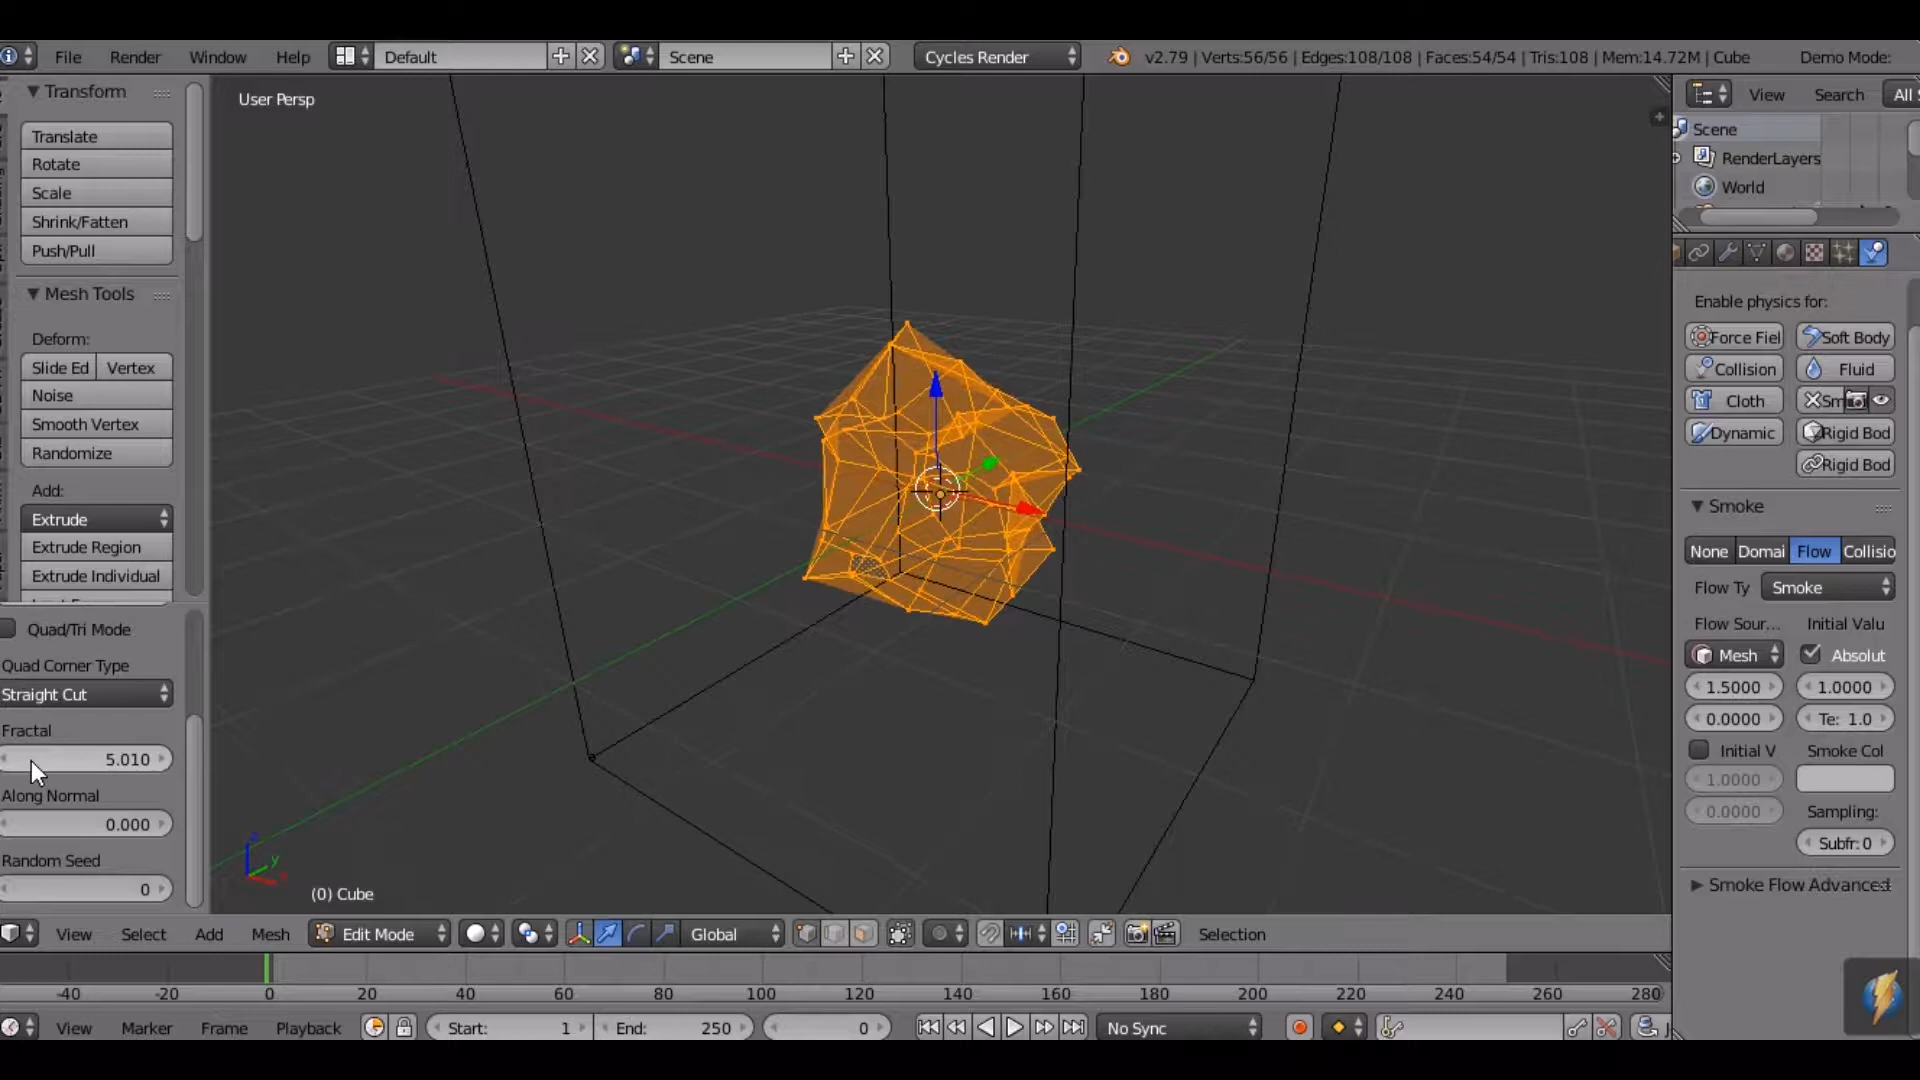 File Render Window Help Default Scene Cycles Render v2.79 | Verts:56/56 | Edges:108/108 | Faces:54/54 | Tris:108 | Mem:14.72M | Cube Demo Mode:
Transform
Translate
Rotate
Scale
Shrink/Fatten
Push/Pull
Mesh Tools
Deform:
Slide Ed Vertex
Noise
Smooth Vertex
Randomize
Add:
Extrude
Extrude Region
Extrude Individual
Quad/Tri Mode
Quad Corner Type
Straight Cut
Fractal
5.010
Along Normal
0.000
Random Seed
0
User Persp
z
y
(0) Cube
View Search All S
Scene
RenderLayers
World
Enable physics for:
Force Fiel Soft Body
Collision Fluid
Cloth Sm
Dynamic Rigid Bod
Rigid Bod
Smoke
None Domai Flow Collisio
Flow Ty Smoke
Flow Sour... Initial Valu
Mesh Absolut
1.5000 1.0000
0.0000 Te: 1.0
Initial V Smoke Col
1.0000
0.0000 Sampling:
Subfr: 0
Smoke Flow Advanced
View Select Add Mesh Edit Mode Global Selection
-40 -20 0 20 40 60 80 100 120 140 160 180 200 220 240 260 280
View Marker Frame Playback Start: 1 End: 250 0 No Sync